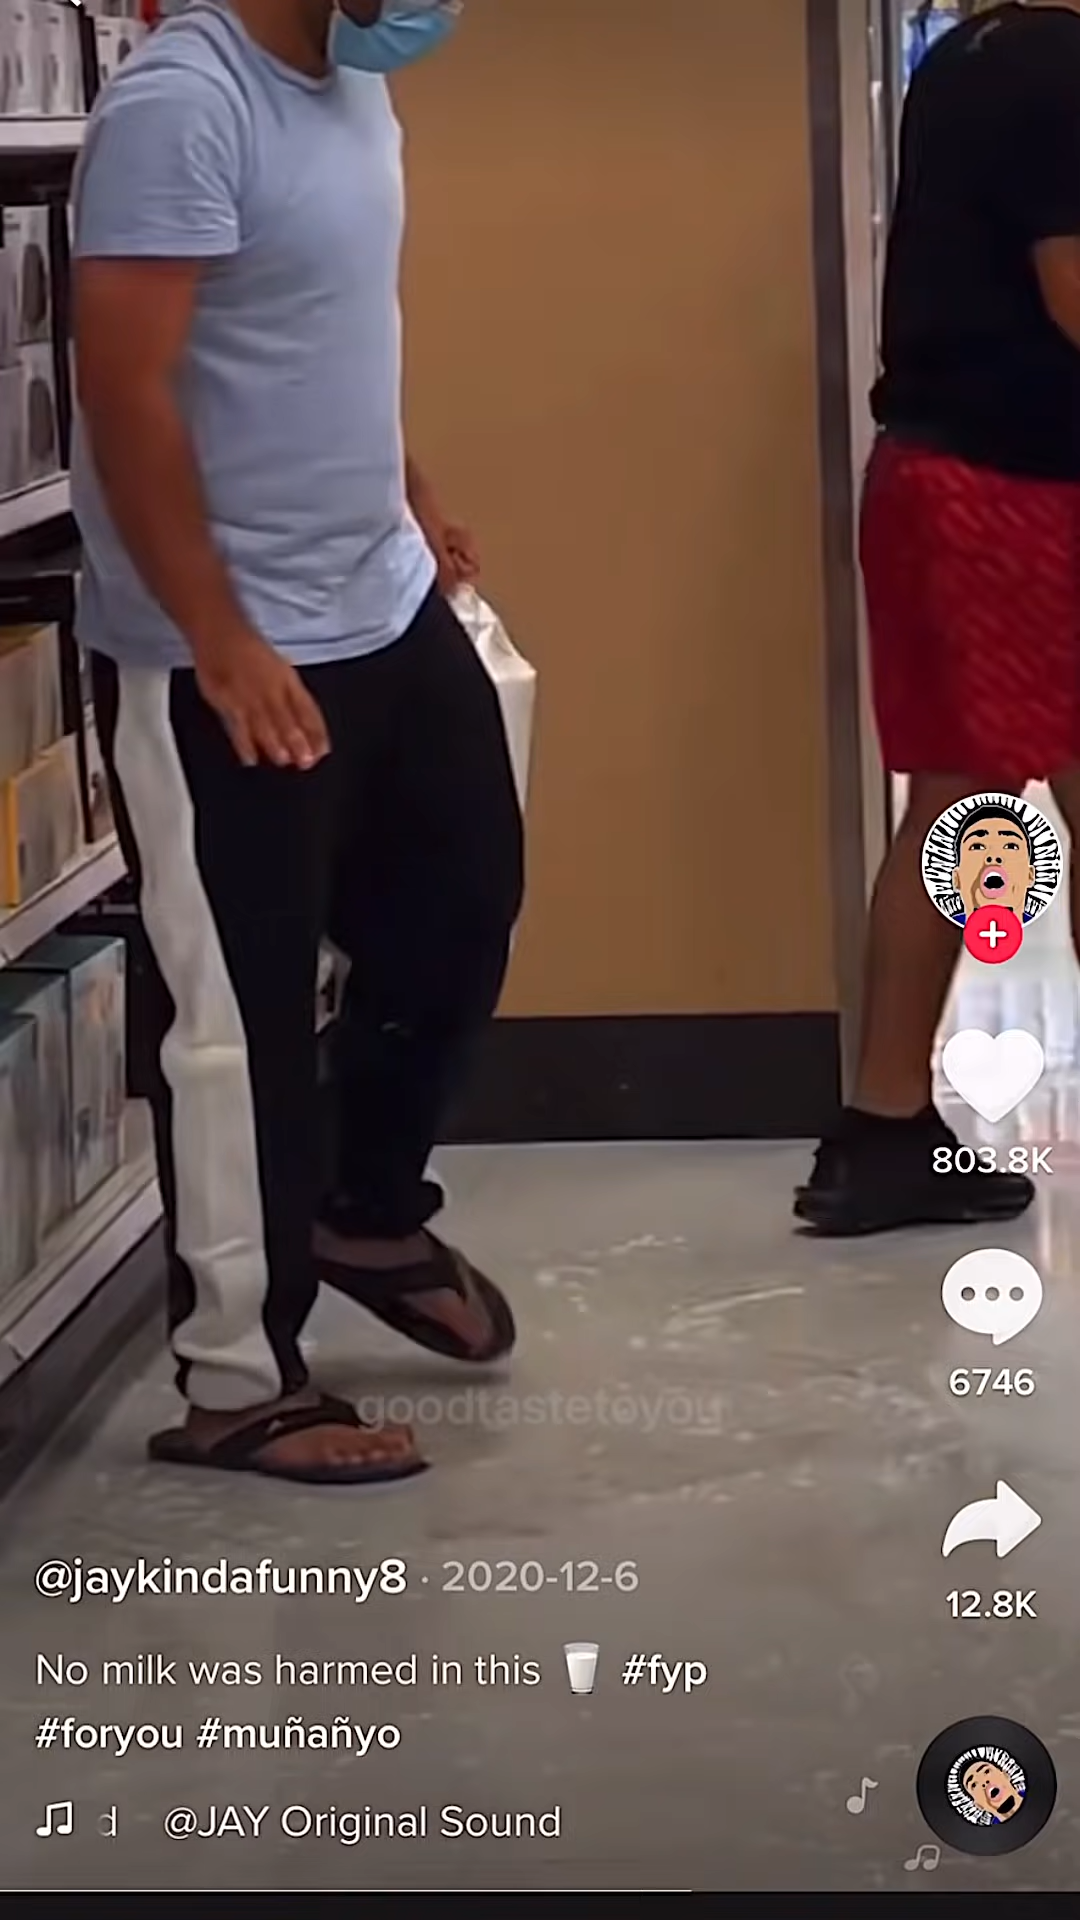 803.8K
6746
goodtastetoyou
12.8K
@jaykindafunny8 · 2020-12-6
No milk was harmed in this 🥛 #fyp
#foryou #muñañyo
d @JAY Original Sound